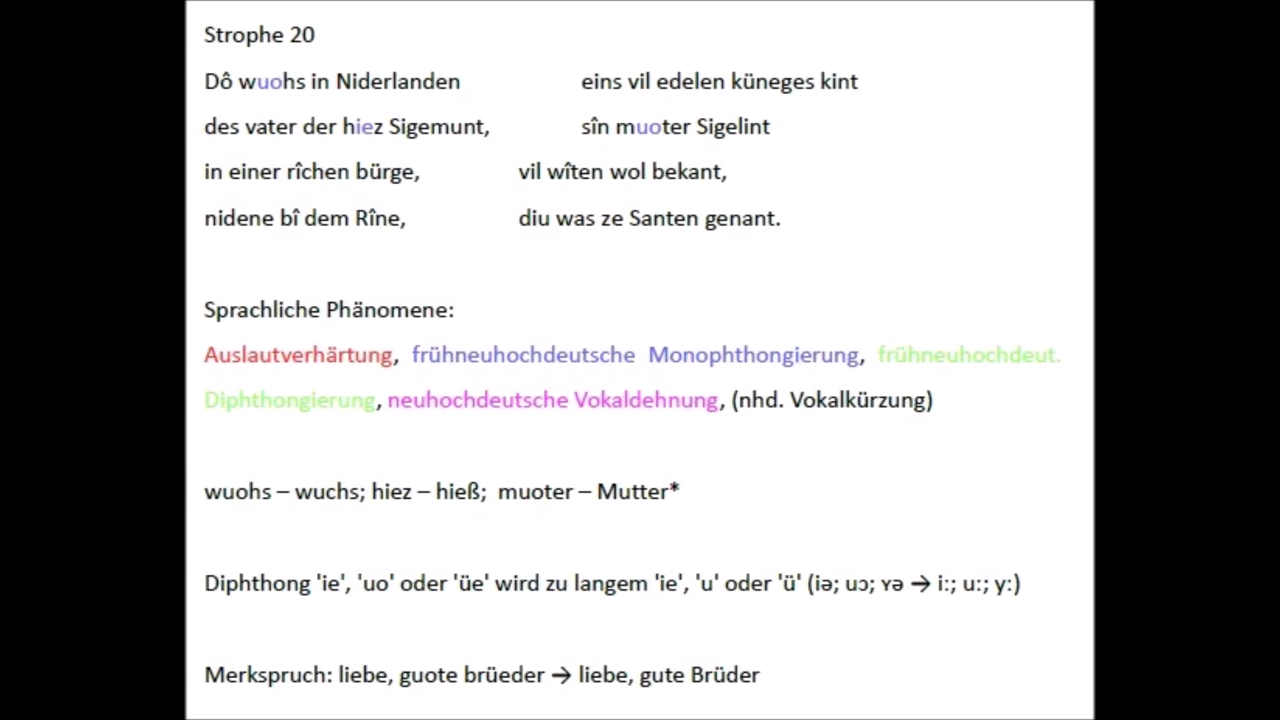 Strophe 20
Dô wuohs in Niderlanden eins vil edelen küneges kint
des vater der hiez Sigemunt, sîn muoter Sigelint
in einer rîchen bürge, vil wîten wol bekant,
nidene bî dem Rîne, diu was ze Santen genant.
Sprachliche Phänomene:
Auslautverhärtung, frühneuhochdeutsche Monophthongierung, frühneuhochdeut.
Diphthongierung, neuhochdeutsche Vokaldehnung, (nhd. Vokalkürzung)
wuohs – wuchs; hiez – hieß; muoter – Mutter*
Diphthong 'ie', 'uo' oder 'üe' wird zu langem 'ie', 'u' oder 'ü' (iə; uɔ; ʏə → i:; u:; y:)
Merkspruch: liebe, guote brüeder → liebe, gute Brüder